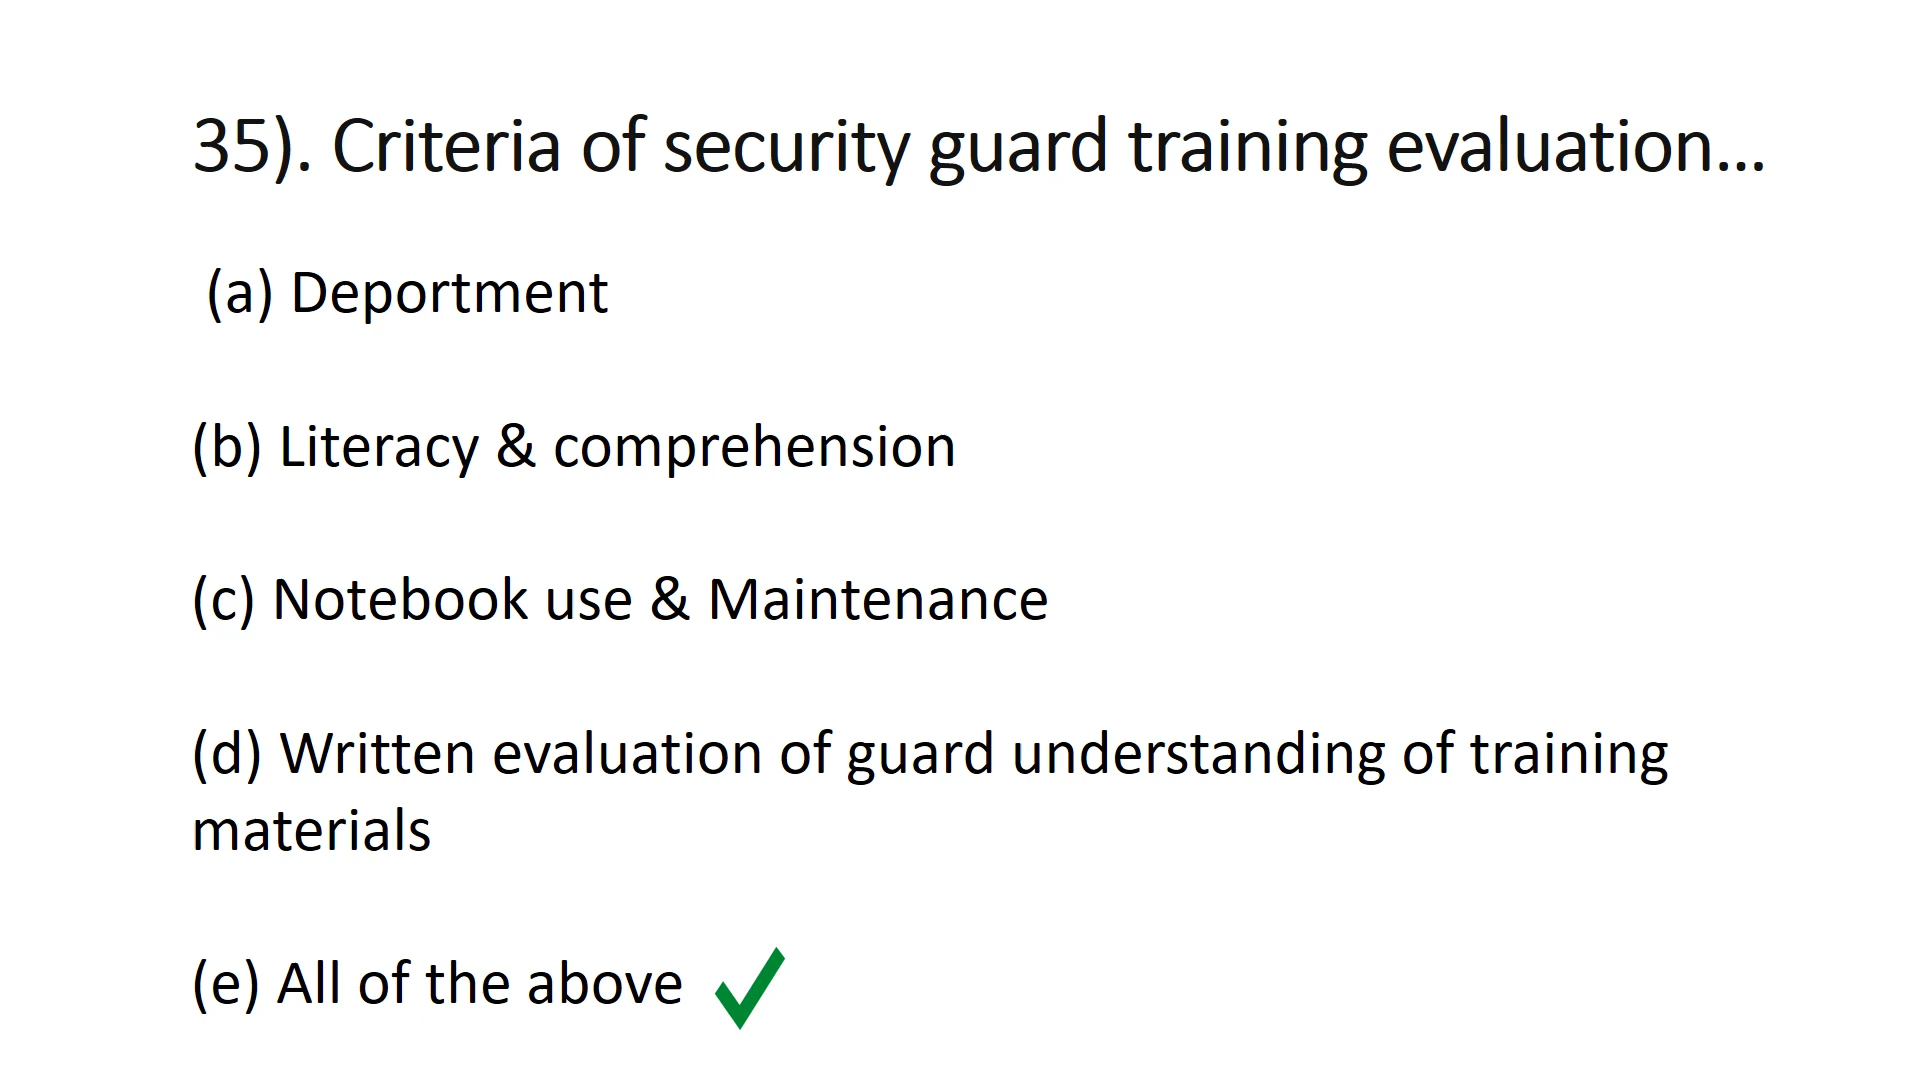 35). Criteria of security guard training evaluation...
(a) Deportment
(b) Literacy & comprehension
(c) Notebook use & Maintenance
(d) Written evaluation of guard understanding of training
materials
(e) All of the above